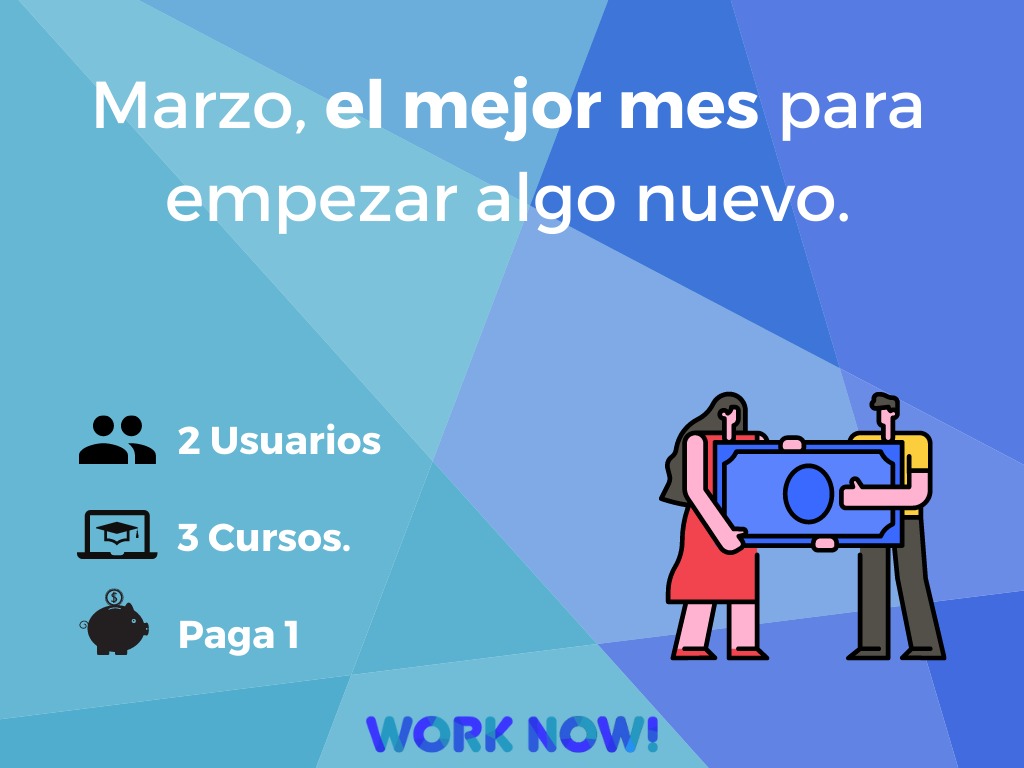 Marzo, el mejor mes para
empezar algo nuevo.
2 Usuarios
3 Cursos.
$
Paga 1
WORK NOW!